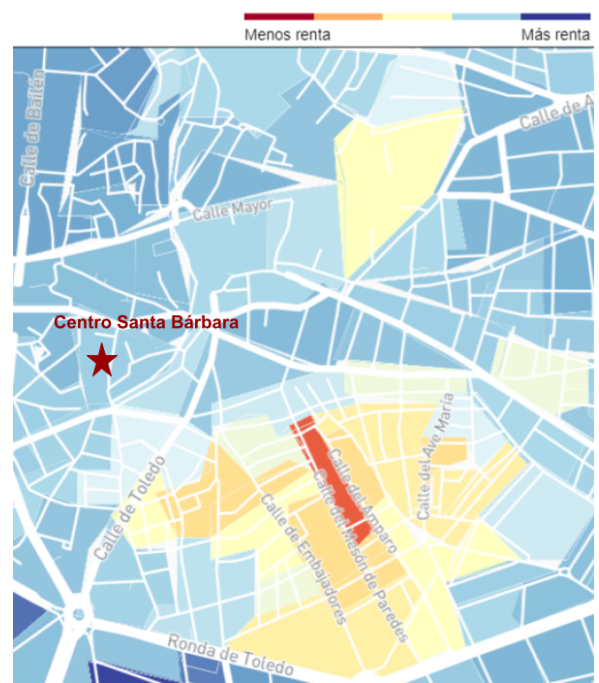 Menos renta
Más renta
Calle de Bailén
Calle de A
Calle Mayor
Centro Santa Bárbara
Calle del Ave María
Calle del Amparo
Calle de Toledo
Calle de Embajadores
Calle del Mesón de Paredes
Ronda de Toledo